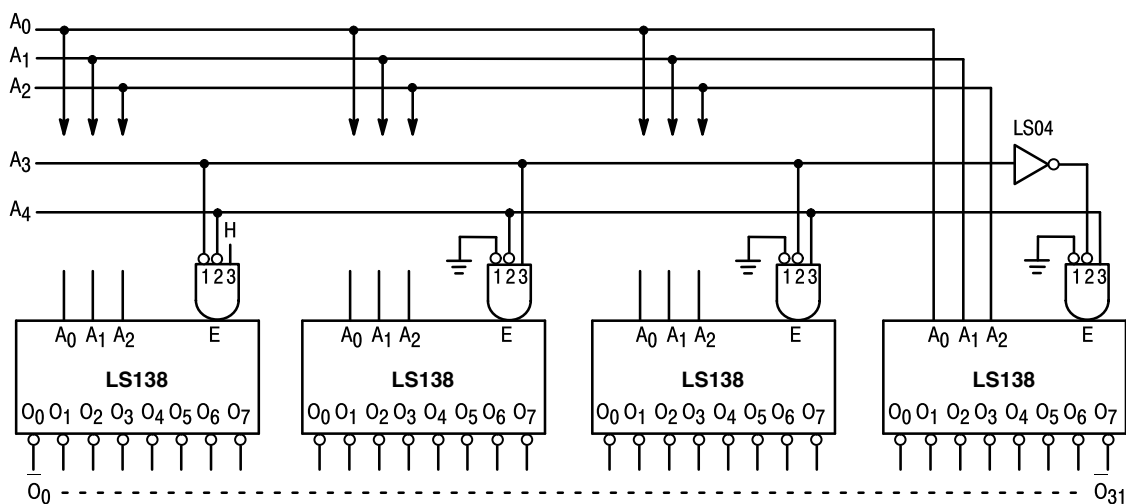 A0
A1
A2
LS04
A3
A4
H
1 2 3
1 2 3
1 2 3
1 2 3
A0 A1 A2 E
A0 A1 A2 E
A0 A1 A2 E
A0 A1 A2 E
LS138
LS138
LS138
LS138
O0 O1 O2 O3 O4 O5 O6 O7
O0 O1 O2 O3 O4 O5 O6 O7
O0 O1 O2 O3 O4 O5 O6 O7
O0 O1 O2 O3 O4 O5 O6 O7
O̅0 O̅31